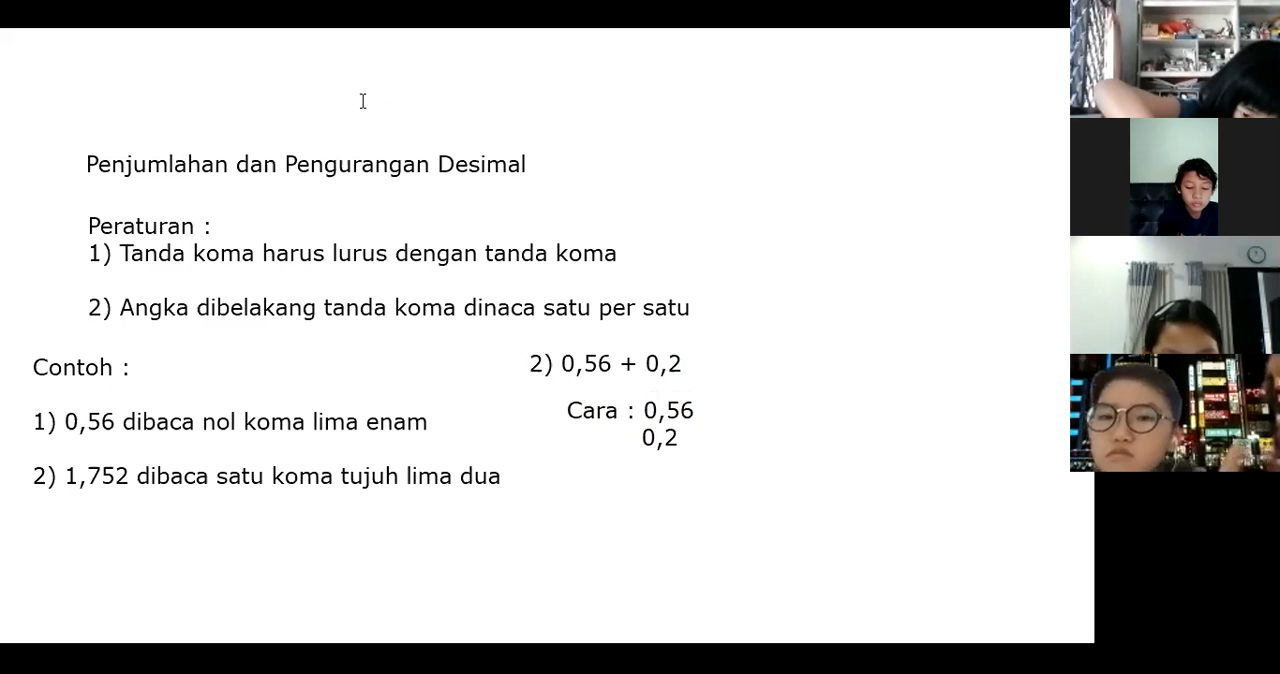 Penjumlahan dan Pengurangan Desimal
Peraturan :
1) Tanda koma harus lurus dengan tanda koma
2) Angka dibelakang tanda koma dinaca satu per satu
Contoh :
1) 0,56 dibaca nol koma lima enam
2) 1,752 dibaca satu koma tujuh lima dua
2) 0,56 + 0,2
Cara : 0,56
0,2